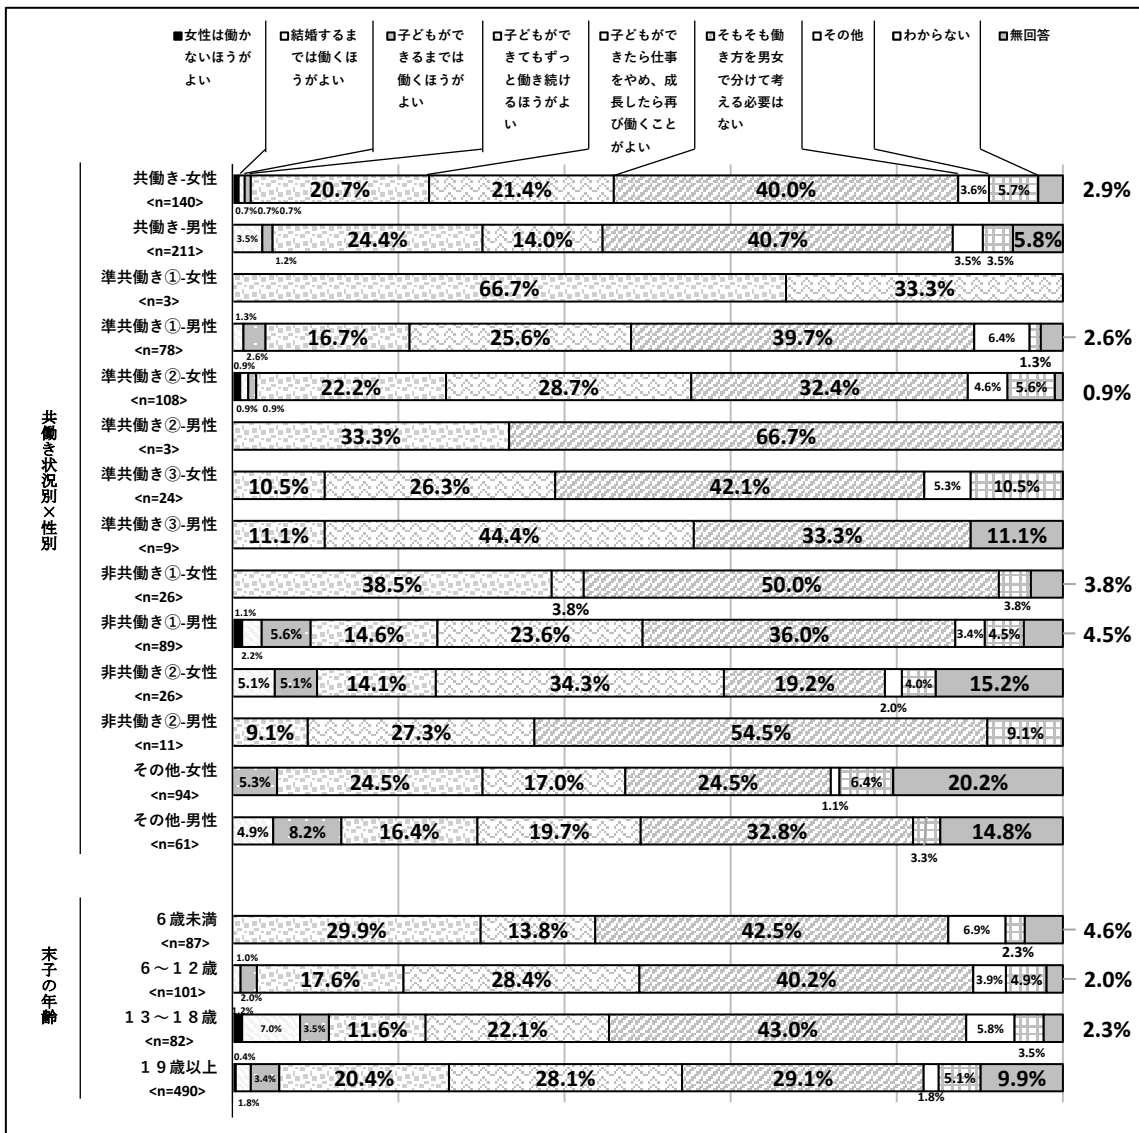 ■女性は働か
ないほうが
よい
□結婚するま
では働くほ
うがよい
■子どもがで
きるまでは
働くほうが
よい
□子どもがで
きてもずっ
と働き続け
るほうがよ
い
□子どもがで
きたら仕事
をやめ、成
長したら再
び働くこと
がよい
□そもそも働
き方を男女
で分けて考
える必要は
ない
□その他
□わからない
■無回答
共働き状況別×性別
共働き-女性
<n=140>
0.7% 0.7% 0.7% 20.7% 21.4% 40.0% 3.6% 5.7% 2.9%
共働き-男性
<n=211>
3.5% 1.2% 24.4% 14.0% 40.7% 3.5% 3.5% 5.8%
準共働き①-女性
<n=3>
66.7% 33.3%
準共働き①-男性
<n=78>
1.3% 2.6% 16.7% 25.6% 39.7% 6.4% 1.3% 2.6%
準共働き②-女性
<n=108>
0.9% 0.9% 0.9% 22.2% 28.7% 32.4% 4.6% 5.6% 0.9%
準共働き②-男性
<n=3>
33.3% 66.7%
準共働き③-女性
<n=24>
10.5% 26.3% 42.1% 5.3% 10.5%
準共働き③-男性
<n=9>
11.1% 44.4% 33.3% 11.1%
非共働き①-女性
<n=26>
38.5% 3.8% 50.0% 3.8% 3.8%
非共働き①-男性
<n=89>
1.1% 2.2% 5.6% 14.6% 23.6% 36.0% 3.4% 4.5% 4.5%
非共働き②-女性
<n=26>
5.1% 5.1% 14.1% 34.3% 19.2% 2.0% 4.0% 15.2%
非共働き②-男性
<n=11>
9.1% 27.3% 54.5% 9.1%
その他-女性
<n=94>
5.3% 24.5% 17.0% 24.5% 1.1% 6.4% 20.2%
その他-男性
<n=61>
4.9% 8.2% 16.4% 19.7% 32.8% 3.3% 14.8%
末子の年齢
６歳未満
<n=87>
29.9% 13.8% 42.5% 6.9% 2.3% 4.6%
６～１２歳
<n=101>
1.0% 2.0% 17.6% 28.4% 40.2% 3.9% 4.9% 2.0%
１３～１８歳
<n=82>
1.2% 7.0% 3.5% 11.6% 22.1% 43.0% 5.8% 3.5% 2.3%
１９歳以上
<n=490>
0.4% 1.8% 3.4% 20.4% 28.1% 29.1% 1.8% 5.1% 9.9%